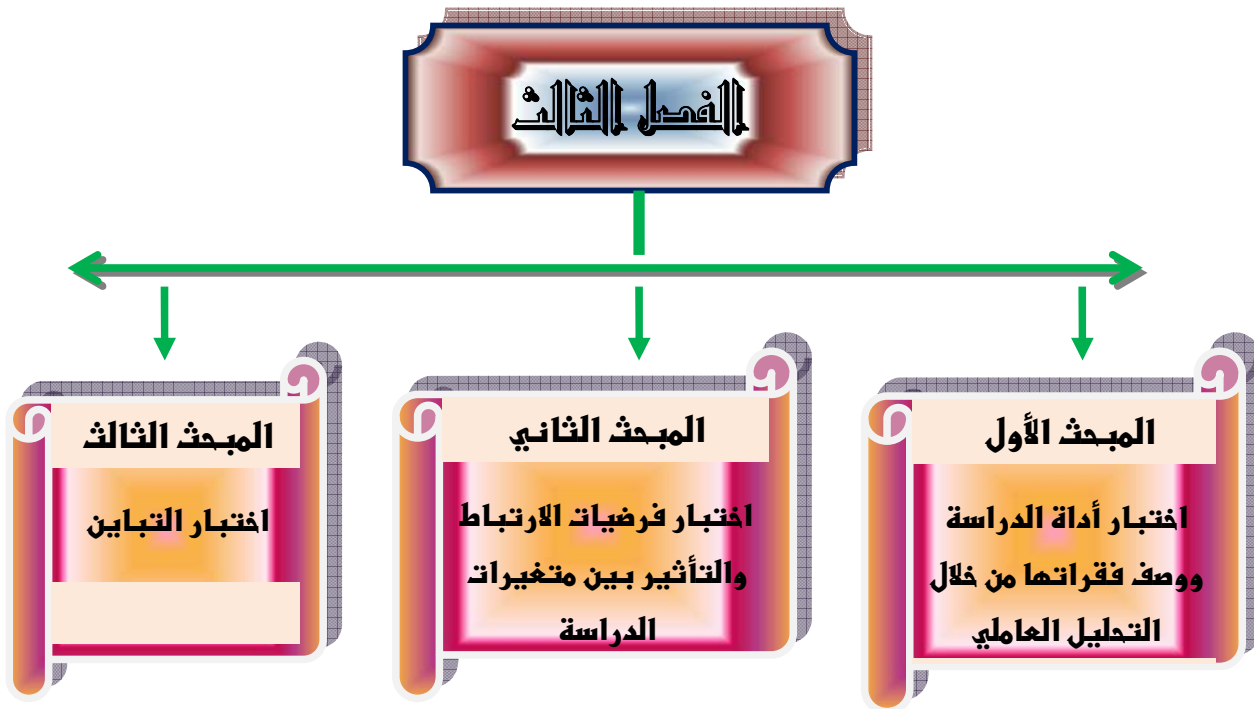 الفصل الثالث
المبحث الأول
اختبار أداة الدراسة
ووصف فقراتها من خلال
التحليل العاملي
المبحث الثاني
اختبار فرضيات الارتباط
والتأثير بين متغيرات
الدراسة
المبحث الثالث
اختبار التباين